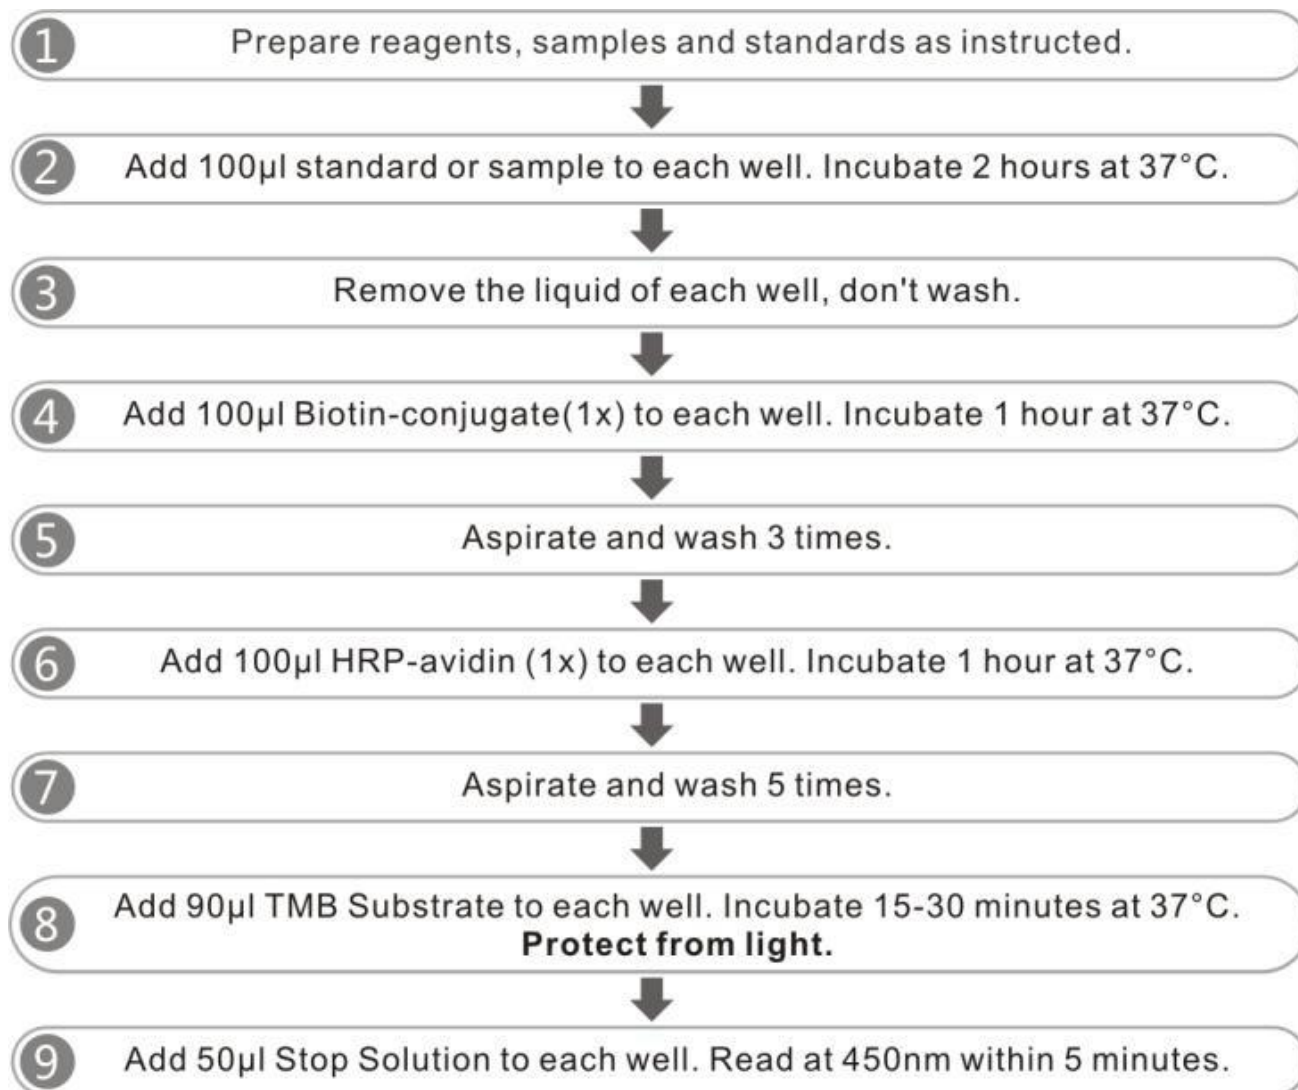 1 Prepare reagents, samples and standards as instructed.
2 Add 100µl standard or sample to each well. Incubate 2 hours at 37°C.
3 Remove the liquid of each well, don't wash.
4 Add 100µl Biotin-conjugate(1x) to each well. Incubate 1 hour at 37°C.
5 Aspirate and wash 3 times.
6 Add 100µl HRP-avidin (1x) to each well. Incubate 1 hour at 37°C.
7 Aspirate and wash 5 times.
8 Add 90µl TMB Substrate to each well. Incubate 15-30 minutes at 37°C.
Protect from light.
9 Add 50µl Stop Solution to each well. Read at 450nm within 5 minutes.